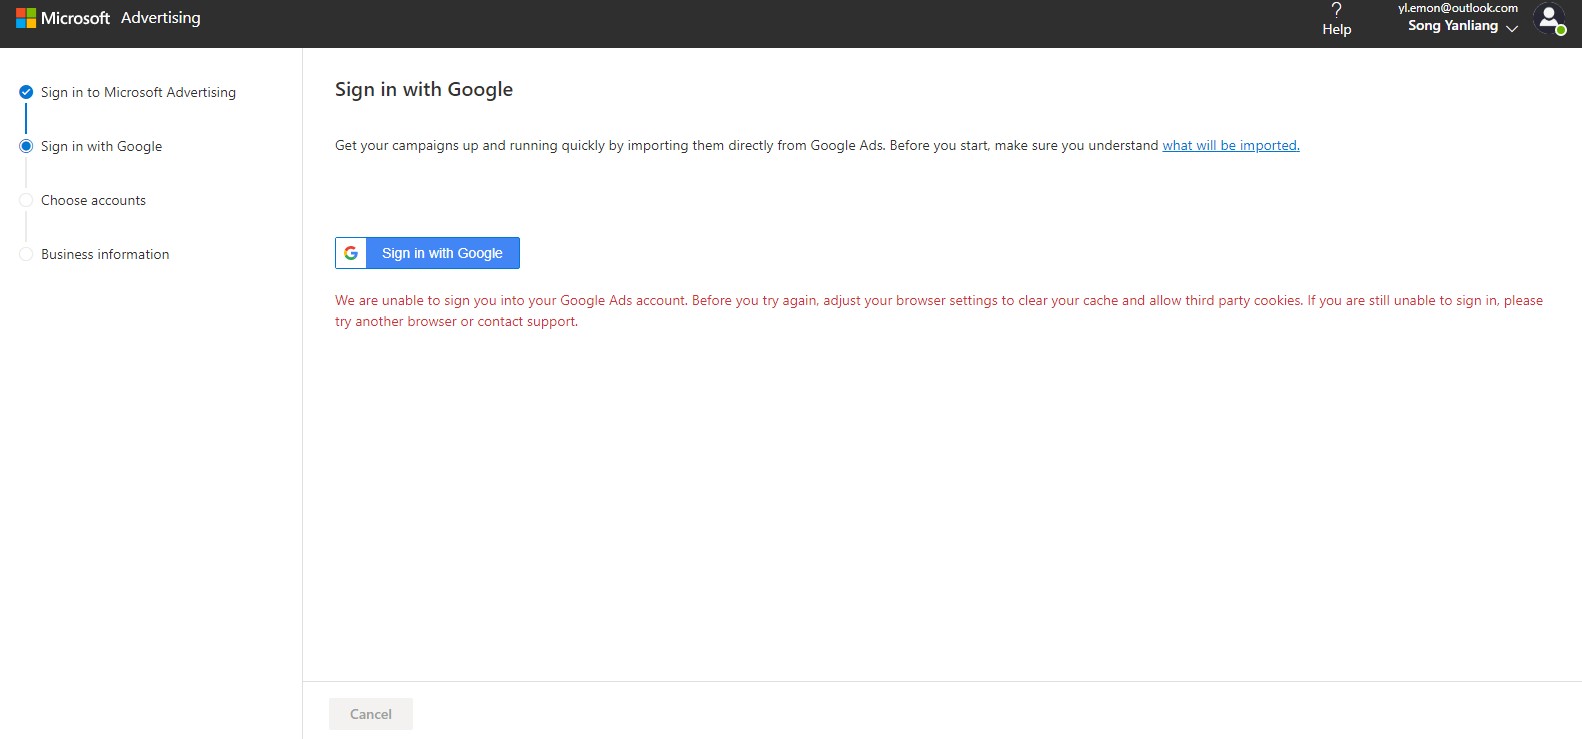 Microsoft Advertising
?
Help
yl.emon@outlook.com
Song Yanliang
Sign in to Microsoft Advertising
Sign in with Google
Choose accounts
Business information
Sign in with Google
Get your campaigns up and running quickly by importing them directly from Google Ads. Before you start, make sure you understand what will be imported.
G Sign in with Google
We are unable to sign you into your Google Ads account. Before you try again, adjust your browser settings to clear your cache and allow third party cookies. If you are still unable to sign in, please
try another browser or contact support.
Cancel